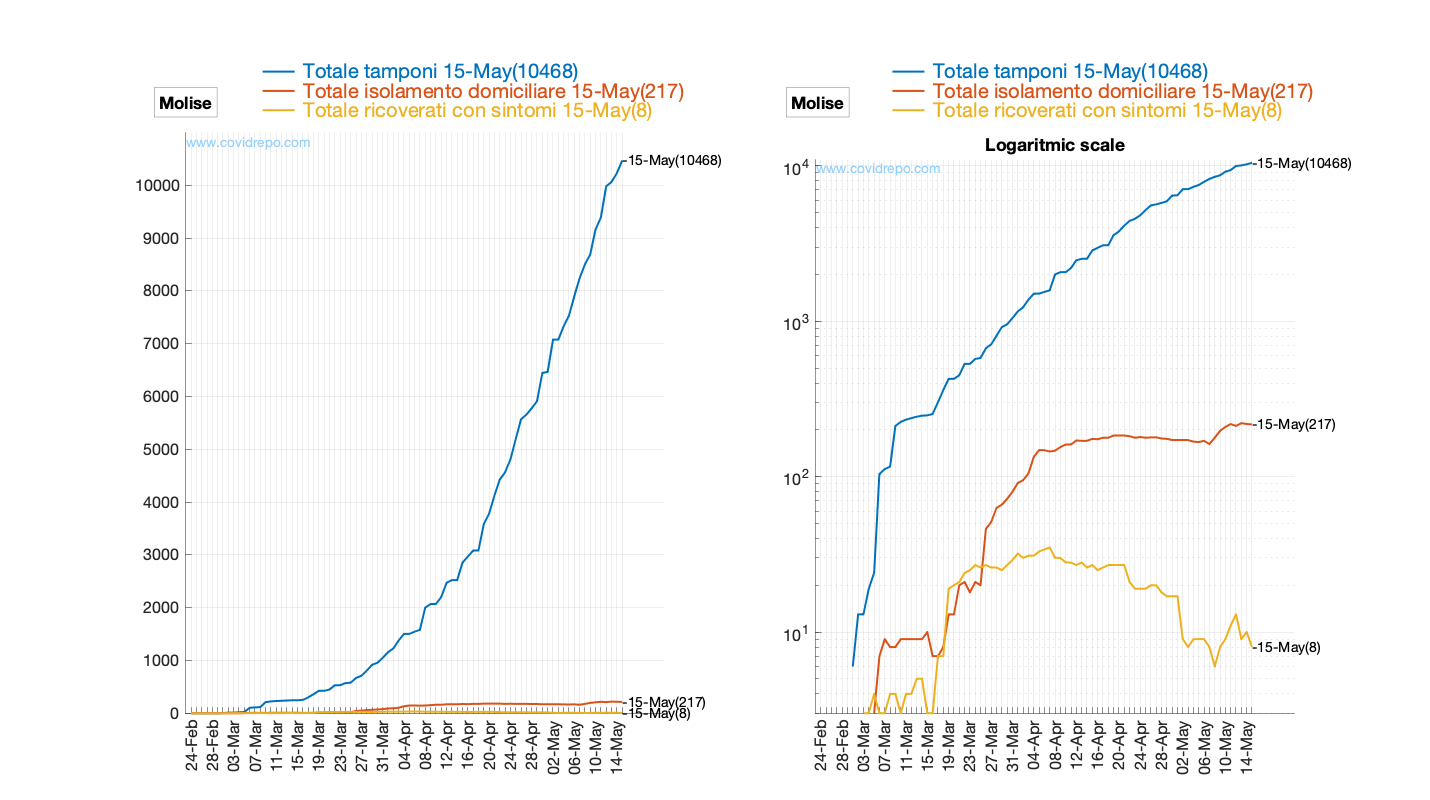 Totale tamponi 15-May(10468)
Totale isolamento domiciliare 15-May(217)
Totale ricoverati con sintomi 15-May(8)
Molise
www.covidrepo.com
15-May(10468)
10000
9000
8000
7000
6000
5000
4000
3000
2000
1000
0
15-May(217)
15-May(8)
24-Feb
28-Feb
03-Mar
07-Mar
11-Mar
15-Mar
19-Mar
23-Mar
27-Mar
31-Mar
04-Apr
08-Apr
12-Apr
16-Apr
20-Apr
24-Apr
28-Apr
02-May
06-May
10-May
14-May
Totale tamponi 15-May(10468)
Totale isolamento domiciliare 15-May(217)
Totale ricoverati con sintomi 15-May(8)
Molise
Logaritmic scale
www.covidrepo.com
15-May(10468)
10^4
10^3
10^2
10^1
15-May(217)
15-May(8)
24-Feb
28-Feb
03-Mar
07-Mar
11-Mar
15-Mar
19-Mar
23-Mar
27-Mar
31-Mar
04-Apr
08-Apr
12-Apr
16-Apr
20-Apr
24-Apr
28-Apr
02-May
06-May
10-May
14-May